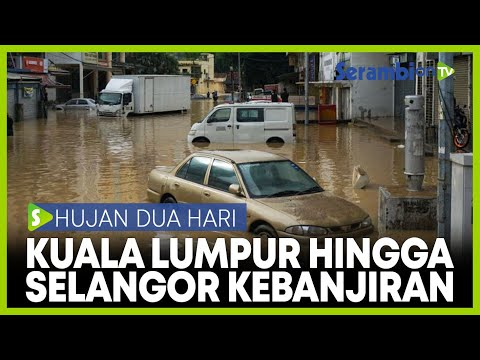 Serambi on TV
S HUJAN DUA HARI
KUALA LUMPUR HINGGA
SELANGOR KEBANJIRAN